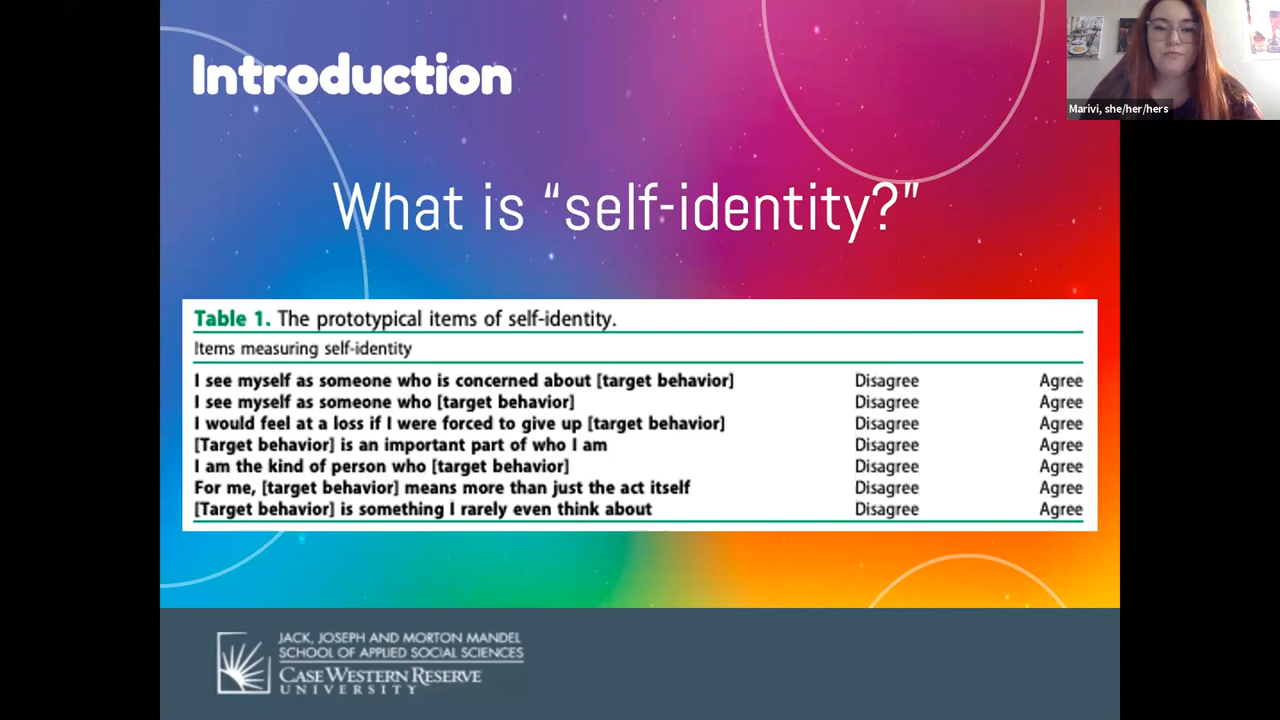 Introduction
Marivi, she/her/hers
What is “self-identity?”
Table 1. The prototypical items of self-identity.
Items measuring self-identity
I see myself as someone who is concerned about [target behavior] Disagree Agree
I see myself as someone who [target behavior] Disagree Agree
I would feel at a loss if I were forced to give up [target behavior] Disagree Agree
[Target behavior] is an important part of who I am Disagree Agree
I am the kind of person who [target behavior] Disagree Agree
For me, [target behavior] means more than just the act itself Disagree Agree
[Target behavior] is something I rarely even think about Disagree Agree
JACK, JOSEPH AND MORTON MANDEL
SCHOOL OF APPLIED SOCIAL SCIENCES
CASE WESTERN RESERVE
UNIVERSITY